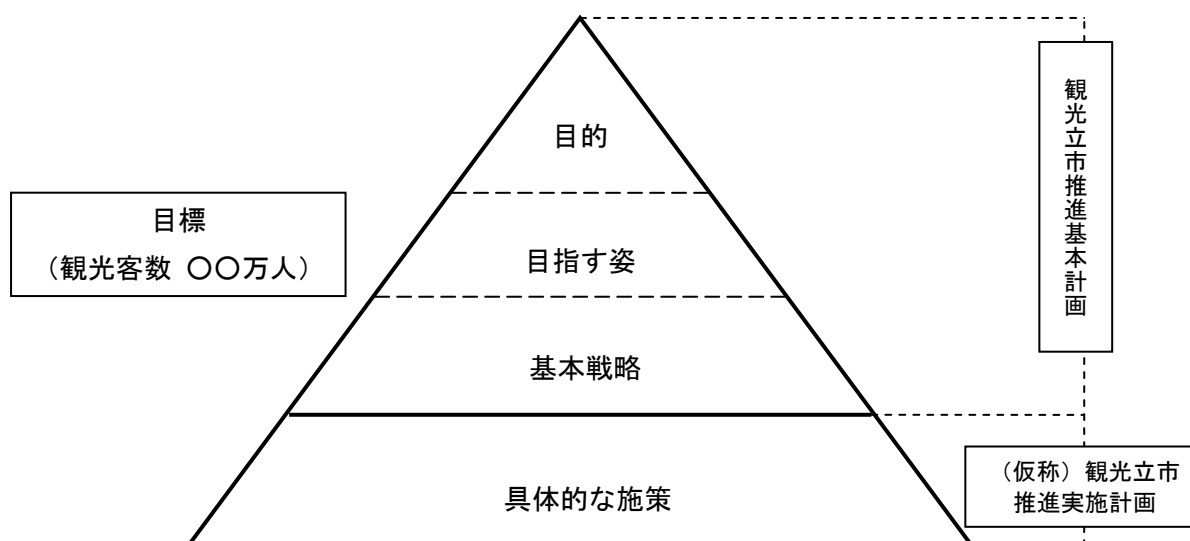 目的
目標
（観光客数 〇〇万人）
目指す姿
基本戦略
具体的な施策
観光立市推進基本計画
（仮称）観光立市
推進実施計画